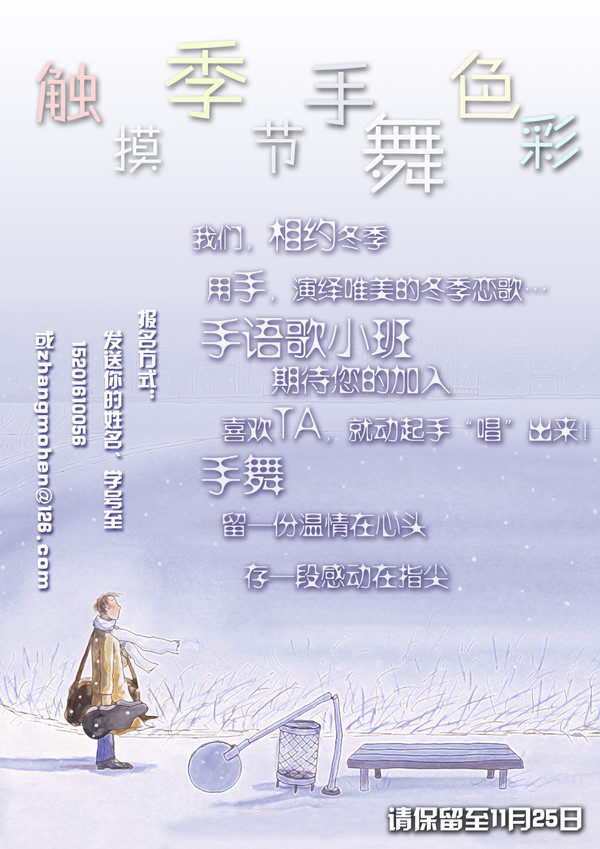 触摸季节手舞色彩
我们，相约冬季
用手，演绎唯美的冬季恋歌…
手语歌小班
期待您的加入
喜欢TA，就动起手“唱”出来！
手舞
留一份温情在心头
存一段感动在指尖
报名方式：
发送你的姓名、学号至
15201610056
或zhangmohen@126.com
请保留至11月25日